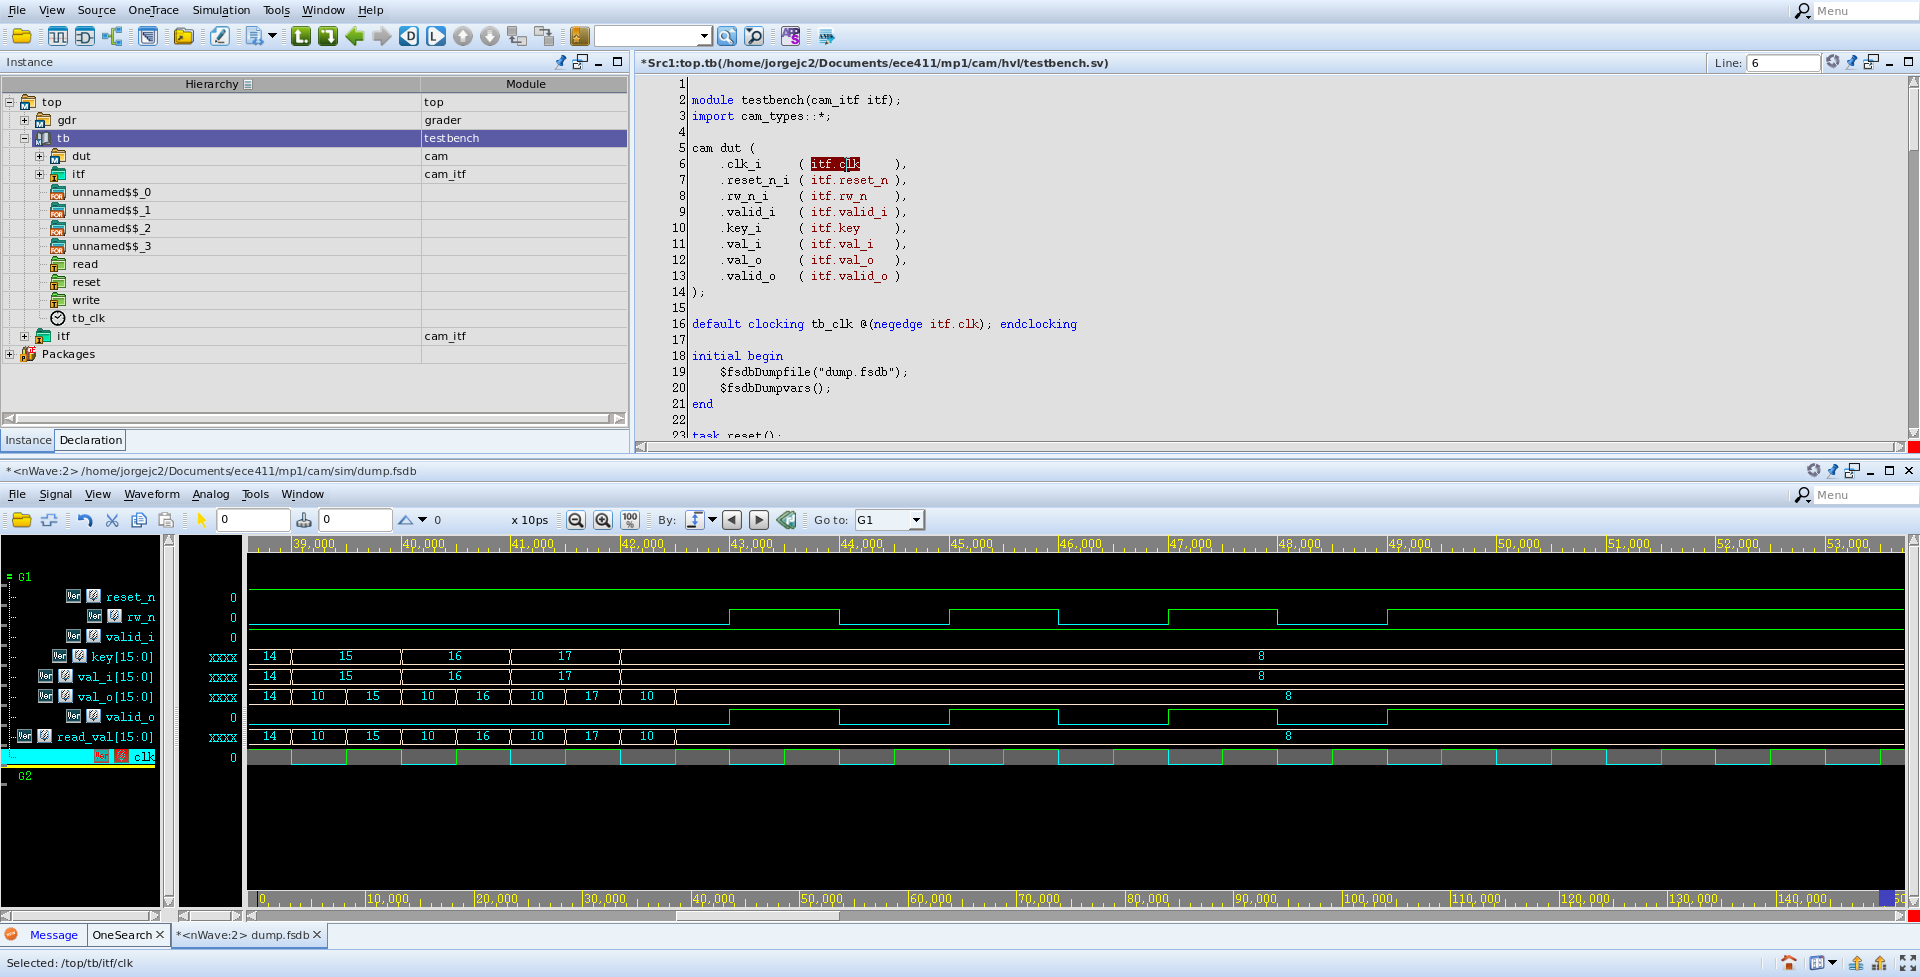 File View Source OneTrace Simulation Tools Window Help
Menu
Instance
Hierarchy Module
top top
gdr grader
tb testbench
dut cam
itf cam_itf
unnamed$$_0
unnamed$$_1
unnamed$$_2
unnamed$$_3
read
reset
write
tb_clk
itf cam_itf
Packages
Instance Declaration
*Src1:top.tb(/home/jorgejc2/Documents/ece411/mp1/cam/hvl/testbench.sv)
Line: 6
1
2 module testbench(cam_itf itf);
3 import cam_types::*;
4
5 cam dut (
6 .clk_i ( itf.clk ),
7 .reset_n_i ( itf.reset_n ),
8 .rw_n_i ( itf.rw_n ),
9 .valid_i ( itf.valid_i ),
10 .key_i ( itf.key ),
11 .val_i ( itf.val_i ),
12 .val_o ( itf.val_o ),
13 .valid_o ( itf.valid_o )
14 );
15
16 default clocking tb_clk @(negedge itf.clk); endclocking
17
18 initial begin
19 $fsdbDumpfile("dump.fsdb");
20 $fsdbDumpvars();
21 end
22
23 task reset();
*<nWave:2> /home/jorgejc2/Documents/ece411/mp1/cam/sim/dump.fsdb
File Signal View Waveform Analog Tools Window
Menu
0 0 0 x 10ps 100% By: Go to: G1
39,000 40,000 41,000 42,000 43,000 44,000 45,000 46,000 47,000 48,000 49,000 50,000 51,000 52,000 53,000
G1
reset_n 0
rw_n 0
valid_i 0
key[15:0] XXXX 14 15 16 17 8
val_i[15:0] XXXX 14 15 16 17 8
val_o[15:0] XXXX 14 10 15 10 16 10 17 10 8
valid_o 0
read_val[15:0] XXXX 14 10 15 10 16 10 17 10 8
clk 0
G2
0 10,000 20,000 30,000 40,000 50,000 60,000 70,000 80,000 90,000 100,000 110,000 120,000 130,000 140,000
Message OneSearch *<nWave:2> dump.fsdb
Selected: /top/tb/itf/clk